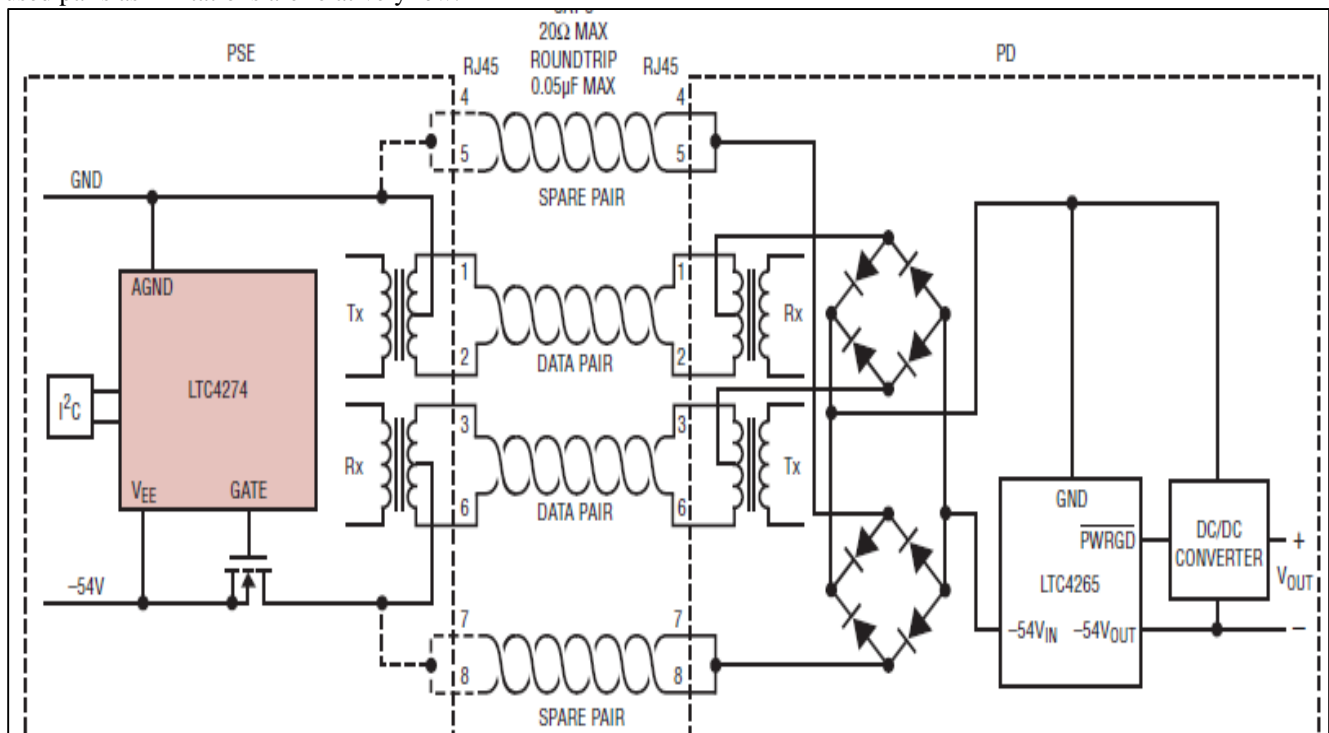 20Ω MAX
PSE
ROUNDTRIP
PD
RJ45
RJ45
0.05µF MAX
4
4
5
5
SPARE PAIR
GND
1
1
AGND
Tx
Rx
2
2
DATA PAIR
LTC4274
I²C
3
3
Rx
Tx
VEE
GATE
6
6
DATA PAIR
GND
PWRGD
DC/DC
CONVERTER
+
VOUT
–54V
LTC4265
–54VIN
–54VOUT
–
7
7
8
8
SPARE PAIR